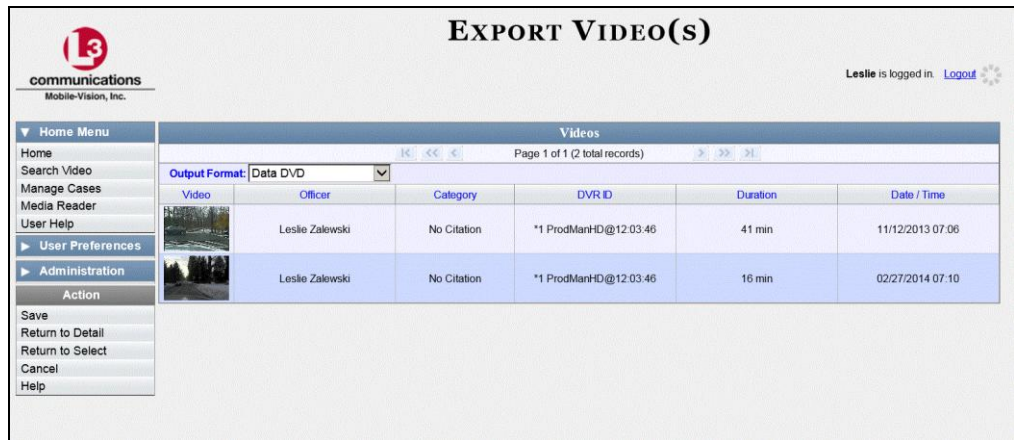 EXPORT VIDEO(S)
L3
communications
Mobile-Vision, Inc.
Leslie is logged in. Logout
▼ Home Menu
Home
Search Video
Manage Cases
Media Reader
User Help
► User Preferences
► Administration
Action
Save
Return to Detail
Return to Select
Cancel
Help
Videos
Page 1 of 1 (2 total records)
Output Format: Data DVD
Video Officer Category DVR ID Duration Date / Time
Leslie Zalewski No Citation *1 ProdManHD@12:03:46 41 min 11/12/2013 07:06
Leslie Zalewski No Citation *1 ProdManHD@12:03:46 16 min 02/27/2014 07:10